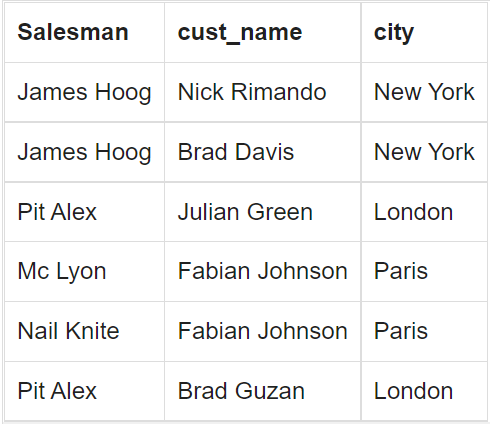 Salesman cust_name city
James Hoog Nick Rimando New York
James Hoog Brad Davis New York
Pit Alex Julian Green London
Mc Lyon Fabian Johnson Paris
Nail Knite Fabian Johnson Paris
Pit Alex Brad Guzan London